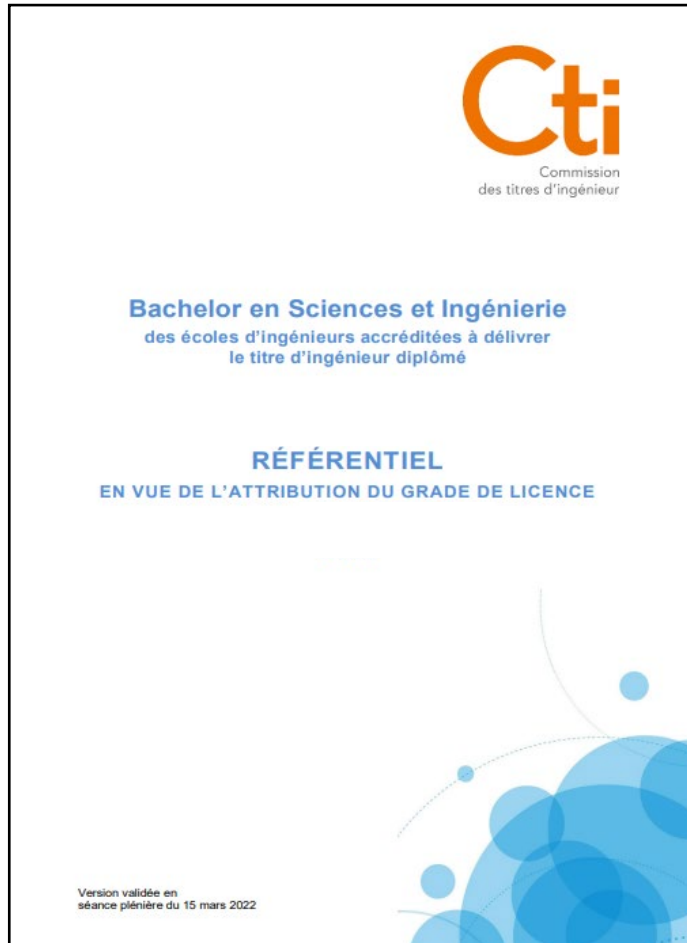 Cti
Commission
des titres d'ingénieur
Bachelor en Sciences et Ingénierie
des écoles d'ingénieurs accréditées à délivrer
le titre d'ingénieur diplômé
RÉFÉRENTIEL
EN VUE DE L'ATTRIBUTION DU GRADE DE LICENCE
Version validée en
séance plénière du 15 mars 2022